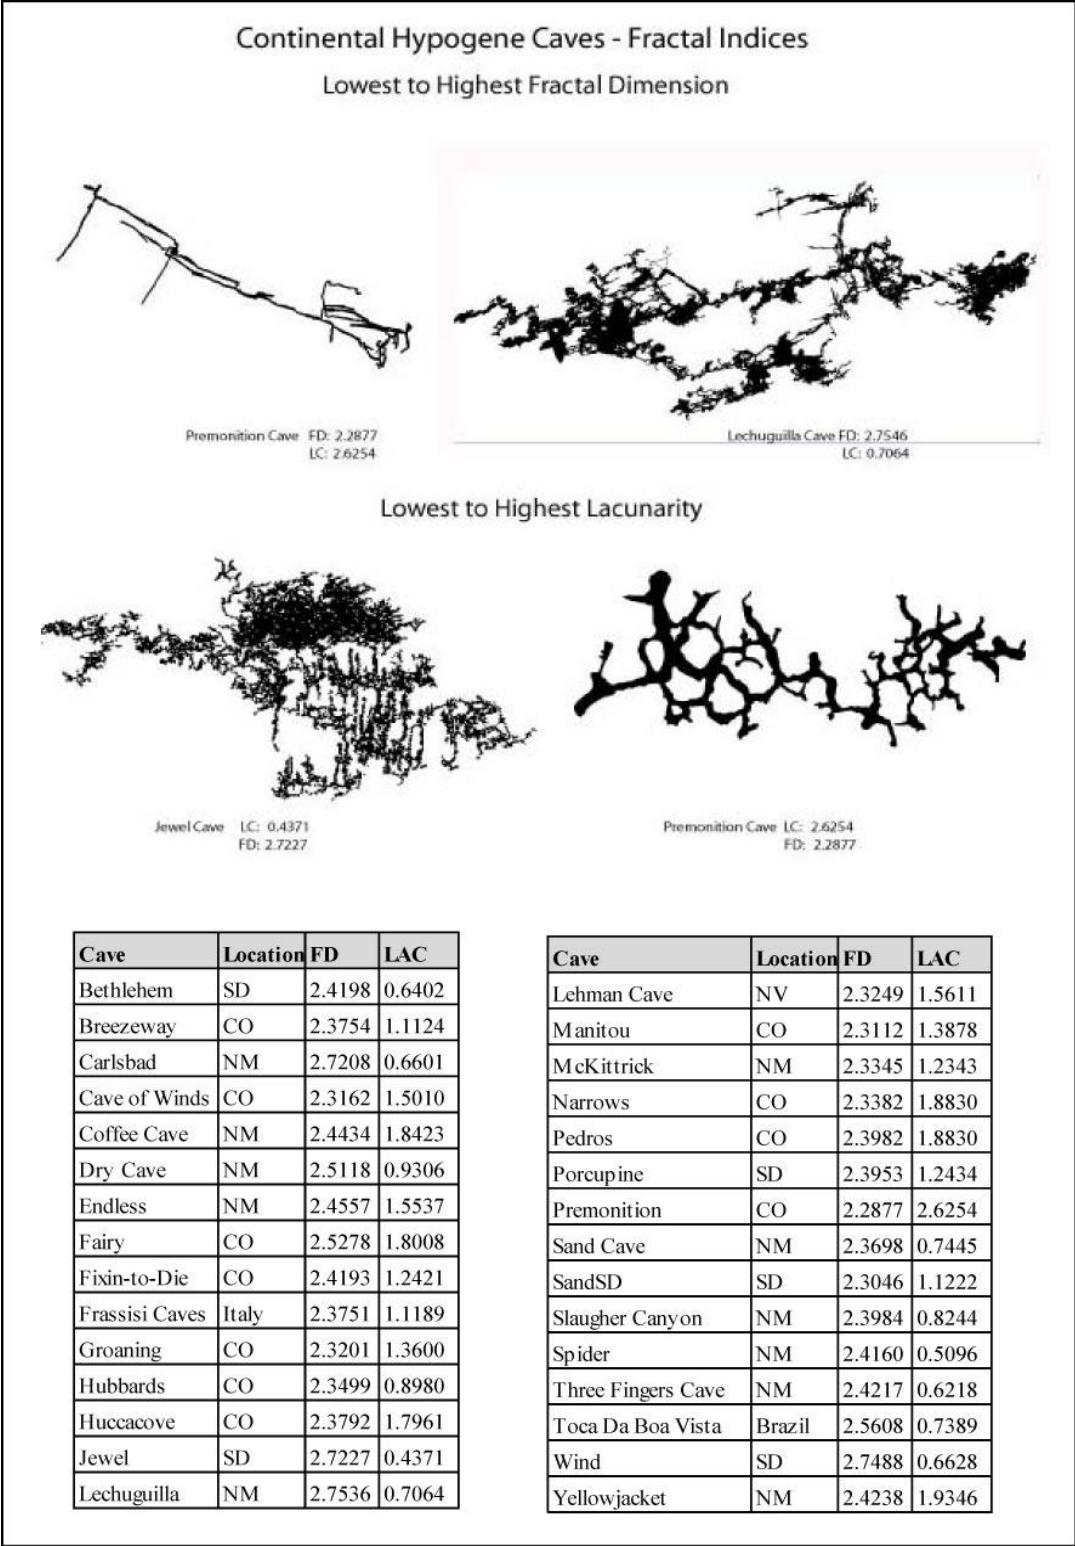 Continental Hypogene Caves - Fractal Indices
Lowest to Highest Fractal Dimension
Premonition Cave FD: 2.2877
LC: 2.6254
Lechuguilla Cave FD: 2.7546
LC: 0.7064
Lowest to Highest Lacunarity
Jewel Cave LC: 0.4371
FD: 2.7227
Premonition Cave LC: 2.6254
FD: 2.2877
Cave Location FD LAC
Bethlehem SD 2.4198 0.6402
Breezeway CO 2.3754 1.1124
Carlsbad NM 2.7208 0.6601
Cave of Winds CO 2.3162 1.5010
Coffee Cave NM 2.4434 1.8423
Dry Cave NM 2.5118 0.9306
Endless NM 2.4557 1.5537
Fairy CO 2.5278 1.8008
Fixin-to-Die CO 2.4193 1.2421
Frassisi Caves Italy 2.3751 1.1189
Groaning CO 2.3201 1.3600
Hubbards CO 2.3499 0.8980
Huccacove CO 2.3792 1.7961
Jewel SD 2.7227 0.4371
Lechuguilla NM 2.7536 0.7064
Cave Location FD LAC
Lehman Cave NV 2.3249 1.5611
Manitou CO 2.3112 1.3878
McKittrick NM 2.3345 1.2343
Narrows CO 2.3382 1.8830
Pedros CO 2.3982 1.8830
Porcupine SD 2.3953 1.2434
Premonition CO 2.2877 2.6254
Sand Cave NM 2.3698 0.7445
SandSD SD 2.3046 1.1222
Slaugher Canyon NM 2.3984 0.8244
Spider NM 2.4160 0.5096
Three Fingers Cave NM 2.4217 0.6218
Toca Da Boa Vista Brazil 2.5608 0.7389
Wind SD 2.7488 0.6628
Yellowjacket NM 2.4238 1.9346